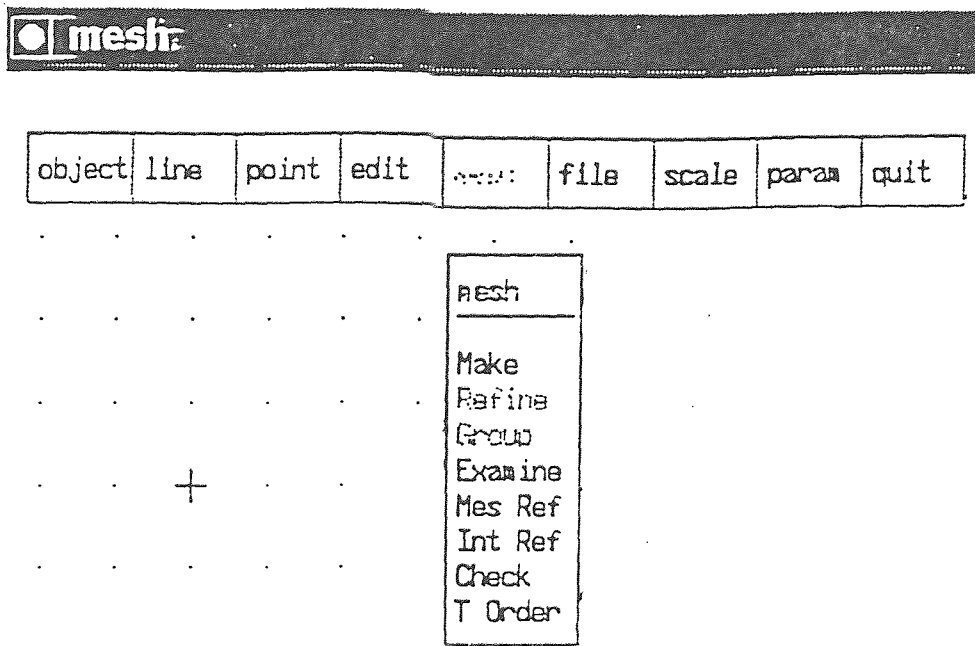 mesh
object line point edit file scale param quit
mesh
Make
Refine
Group
Examine
Mes Ref
Int Ref
Check
T Order